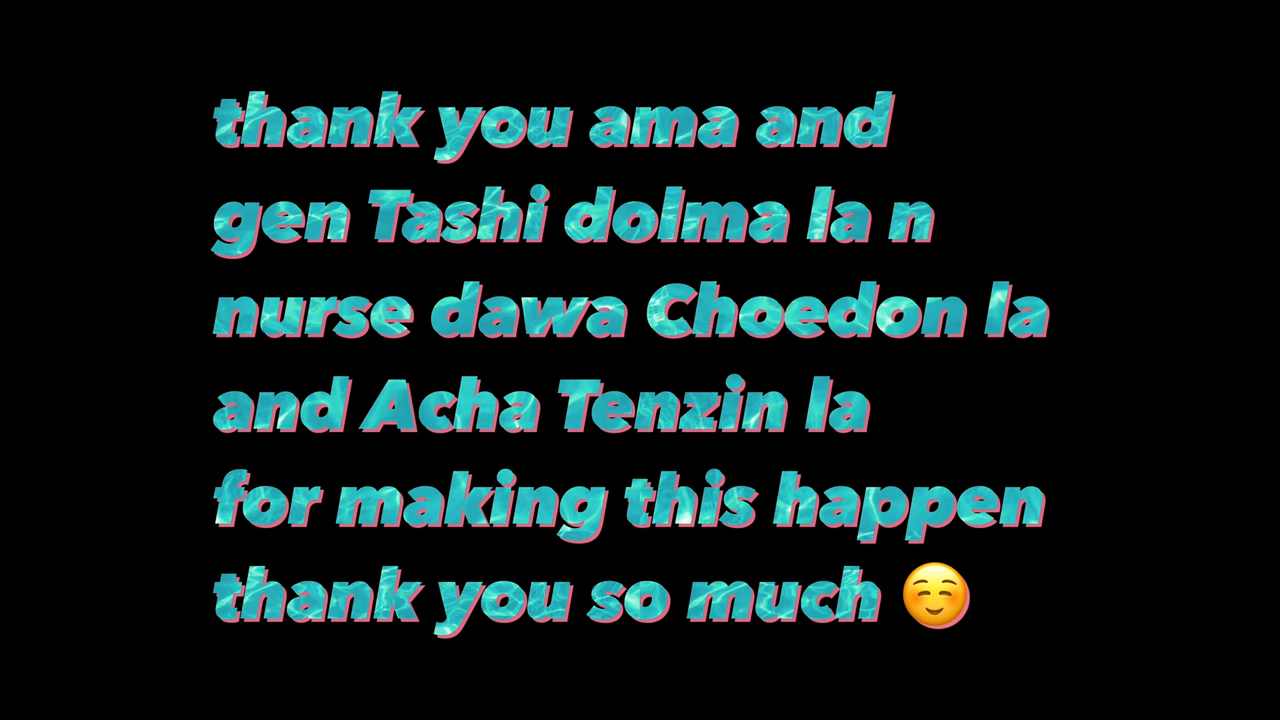 thank you ama and
gen Tashi dolma la n
nurse dawa Choedon la
and Acha Tenzin la
for making this happen
thank you so much ☺️